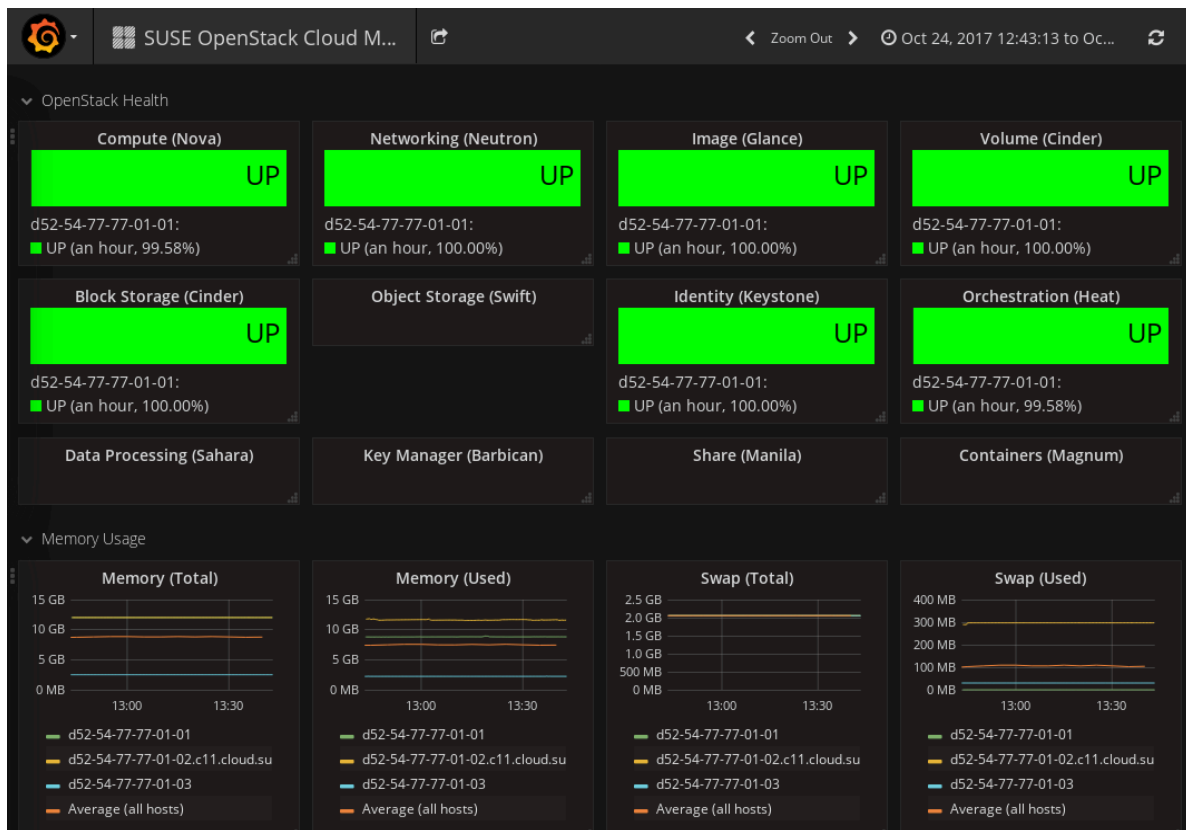 SUSE OpenStack Cloud M...
Zoom Out
Oct 24, 2017 12:43:13 to Oc...
OpenStack Health
Compute (Nova)
UP
d52-54-77-77-01-01:
UP (an hour, 99.58%)
Networking (Neutron)
UP
d52-54-77-77-01-01:
UP (an hour, 100.00%)
Image (Glance)
UP
d52-54-77-77-01-01:
UP (an hour, 100.00%)
Volume (Cinder)
UP
d52-54-77-77-01-01:
UP (an hour, 100.00%)
Block Storage (Cinder)
UP
d52-54-77-77-01-01:
UP (an hour, 100.00%)
Object Storage (Swift)
Identity (Keystone)
UP
d52-54-77-77-01-01:
UP (an hour, 100.00%)
Orchestration (Heat)
UP
d52-54-77-77-01-01:
UP (an hour, 99.58%)
Data Processing (Sahara)
Key Manager (Barbican)
Share (Manila)
Containers (Magnum)
Memory Usage
Memory (Total)
15 GB
10 GB
5 GB
0 MB
13:00 13:30
d52-54-77-77-01-01
d52-54-77-77-01-02.c11.cloud.su
d52-54-77-77-01-03
Average (all hosts)
Memory (Used)
15 GB
10 GB
5 GB
0 MB
13:00 13:30
d52-54-77-77-01-01
d52-54-77-77-01-02.c11.cloud.su
d52-54-77-77-01-03
Average (all hosts)
Swap (Total)
2.5 GB
2.0 GB
1.5 GB
1.0 GB
500 MB
0 MB
13:00 13:30
d52-54-77-77-01-01
d52-54-77-77-01-02.c11.cloud.su
d52-54-77-77-01-03
Average (all hosts)
Swap (Used)
400 MB
300 MB
200 MB
100 MB
0 MB
13:00 13:30
d52-54-77-77-01-01
d52-54-77-77-01-02.c11.cloud.su
d52-54-77-77-01-03
Average (all hosts)